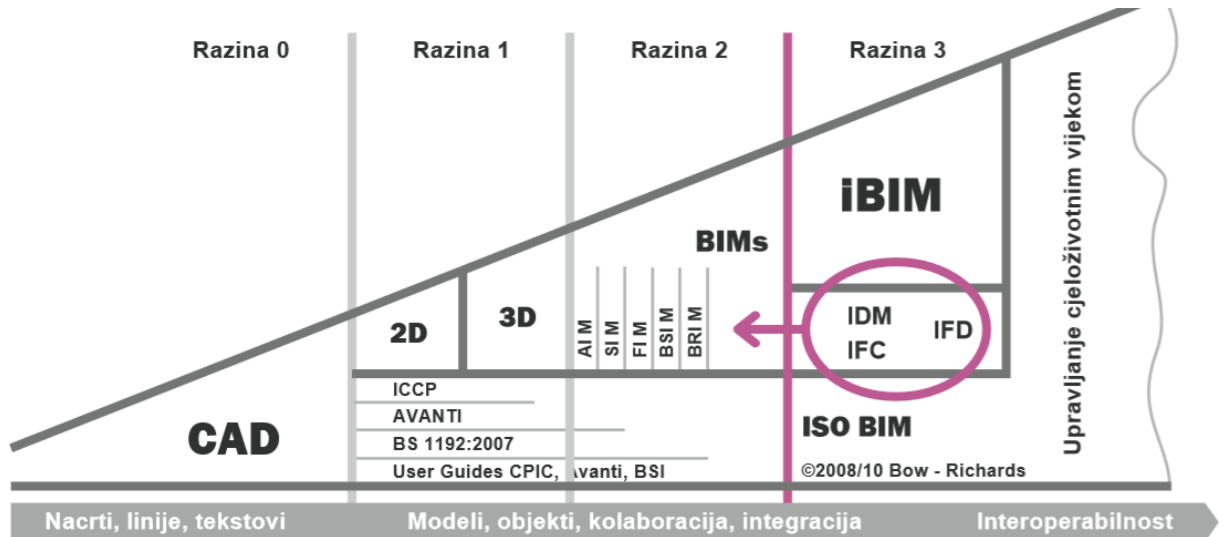 Razina 0
Razina 1
Razina 2
Razina 3
Upravljanje cjeloživotnim vijekom
iBIM
BIMs
2D
3D
AI M
SI M
FI M
BSI M
BRI M
IDM
IFD
IFC
ICCP
AVANTI
BS 1192:2007
User Guides CPIC, Avanti, BSI
CAD
ISO BIM
©2008/10 Bow - Richards
Nacrti, linije, tekstovi
Modeli, objekti, kolaboracija, integracija
Interoperabilnost